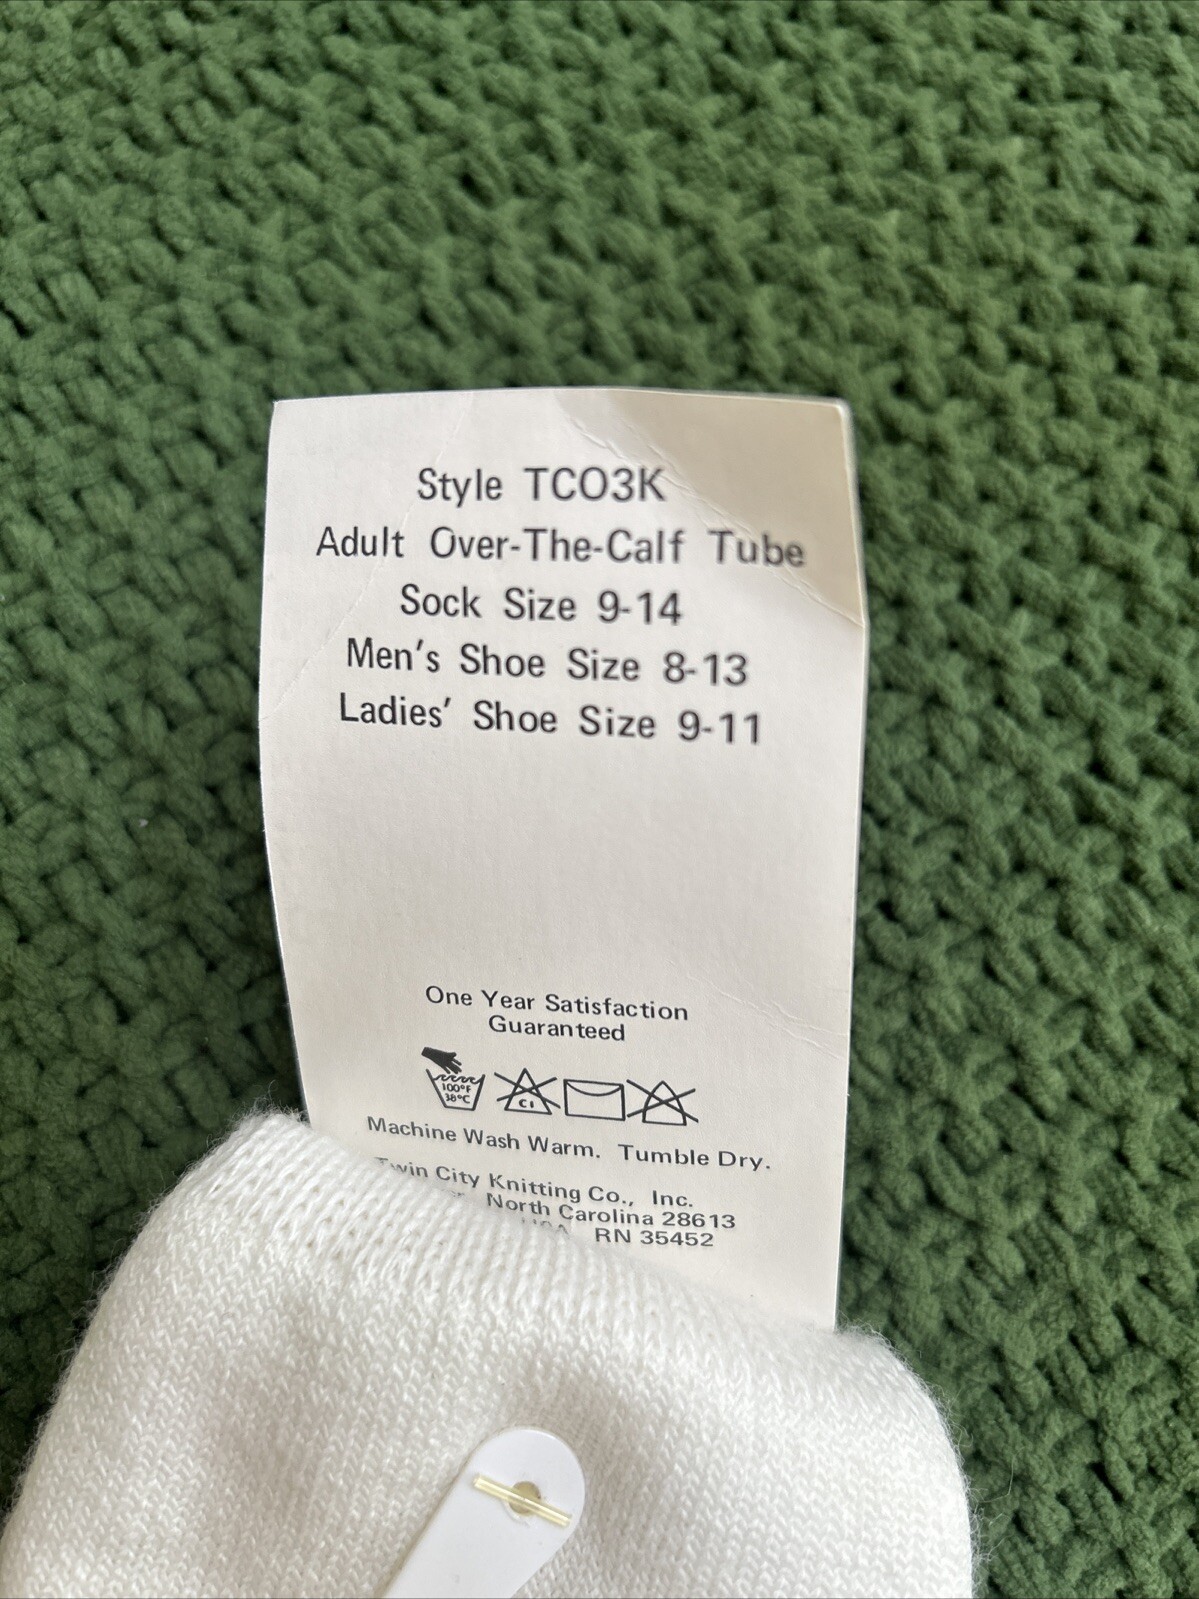 Style TCO3K
Adult Over-The-Calf Tube
Sock Size 9-14
Men's Shoe Size 8-13
Ladies' Shoe Size 9-11
One Year Satisfaction
Guaranteed
100°F
38°C
Cl
Machine Wash Warm. Tumble Dry.
Twin City Knitting Co., Inc.
North Carolina 28613
USA RN 35452